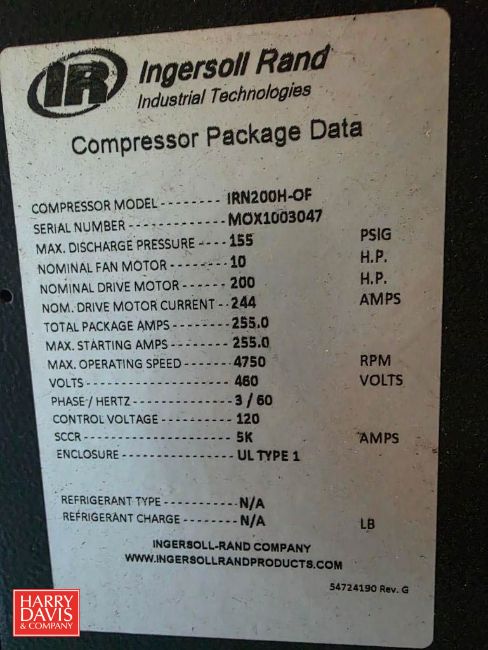 IR Ingersoll Rand
Industrial Technologies
Compressor Package Data
COMPRESSOR MODEL - - - - - - - - IRN200H-OF
SERIAL NUMBER - - - - - - - - - - - MOX1003047
MAX. DISCHARGE PRESSURE - - - - 155 PSIG
NOMINAL FAN MOTOR - - - - - - - - 10 H.P.
NOMINAL DRIVE MOTOR - - - - - - 200 H.P.
NOM. DRIVE MOTOR CURRENT - - 244 AMPS
TOTAL PACKAGE AMPS - - - - - - - - 255.0
MAX. STARTING AMPS - - - - - - - - 255.0
MAX. OPERATING SPEED - - - - - - - 4750 RPM
VOLTS - - - - - - - - - - - - - - - - - - - 460 VOLTS
PHASE / HERTZ - - - - - - - - - - - - - 3 / 60
CONTROL VOLTAGE - - - - - - - - - - 120
SCCR - - - - - - - - - - - - - - - - - - - - 5K AMPS
ENCLOSURE - - - - - - - - - - - - - - - UL TYPE 1
REFRIGERANT TYPE - - - - - - - - - - N/A
REFRIGERANT CHARGE - - - - - - - - N/A LB
INGERSOLL-RAND COMPANY
WWW.INGERSOLLRANDPRODUCTS.COM
54724190 Rev. G
HARRY
DAVIS
& COMPANY